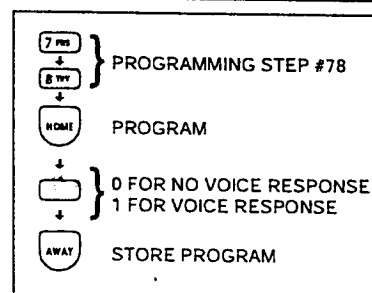 7 PRS
8 TUV
PROGRAMMING STEP #78
HOME
PROGRAM
0 FOR NO VOICE RESPONSE
1 FOR VOICE RESPONSE
AWAY
STORE PROGRAM